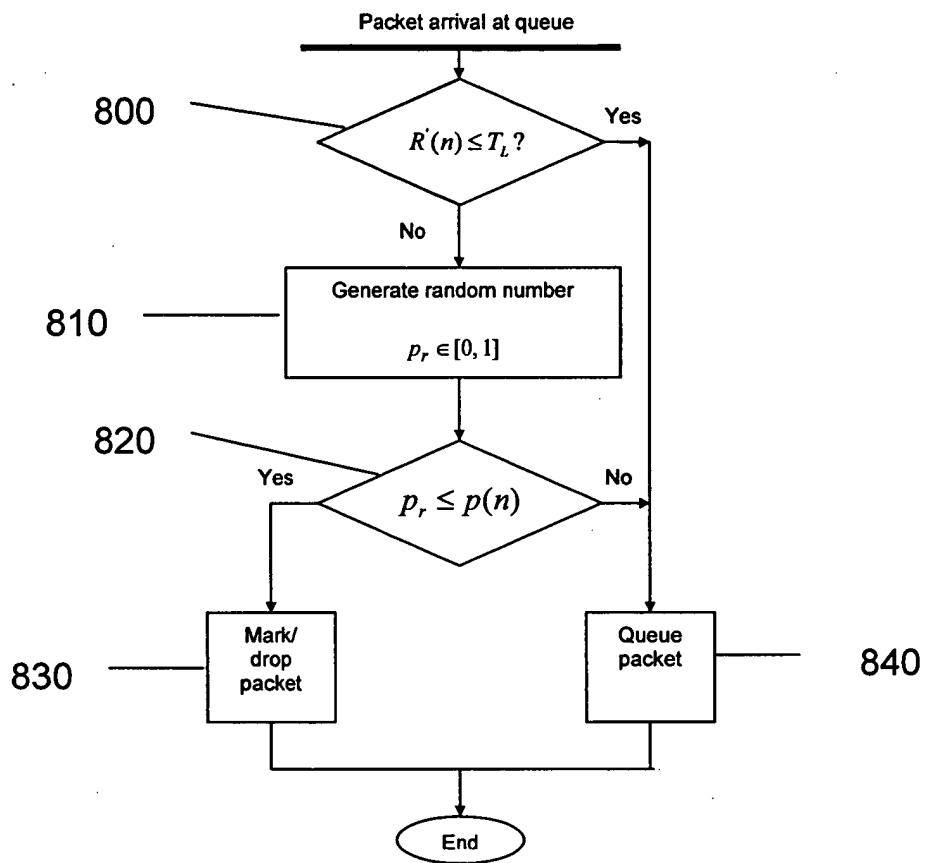 Packet arrival at queue
800
R'(n) ≤ T_L?
Yes
No
Generate random number
810
p_r ∈ [0, 1]
820
Yes
p_r ≤ p(n)
No
Mark/
drop
packet
830
Queue
packet
840
End